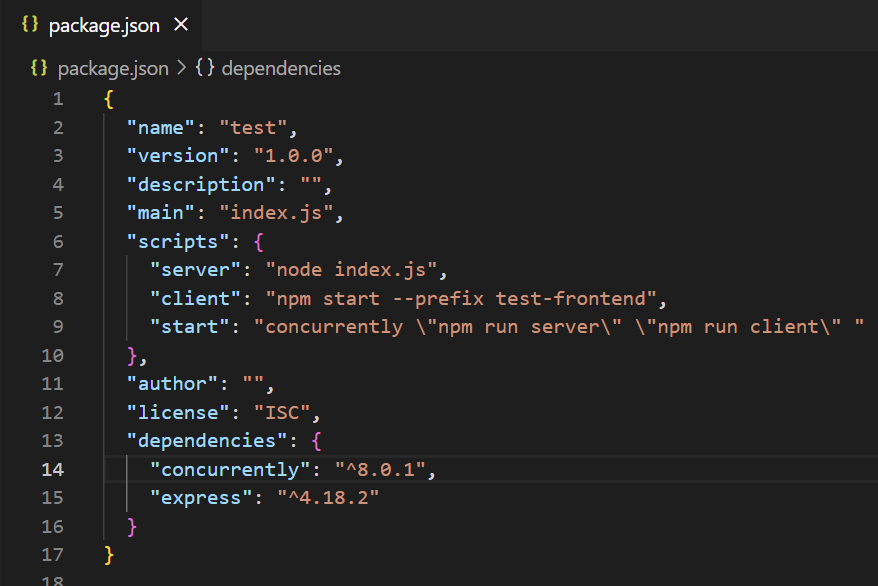 {} package.json ×
{} package.json > {} dependencies
1 {
2 "name": "test",
3 "version": "1.0.0",
4 "description": "",
5 "main": "index.js",
6 "scripts": {
7 "server": "node index.js",
8 "client": "npm start --prefix test-frontend",
9 "start": "concurrently \"npm run server\" \"npm run client\" "
10 },
11 "author": "",
12 "license": "ISC",
13 "dependencies": {
14 "concurrently": "^8.0.1",
15 "express": "^4.18.2"
16 }
17 }
18